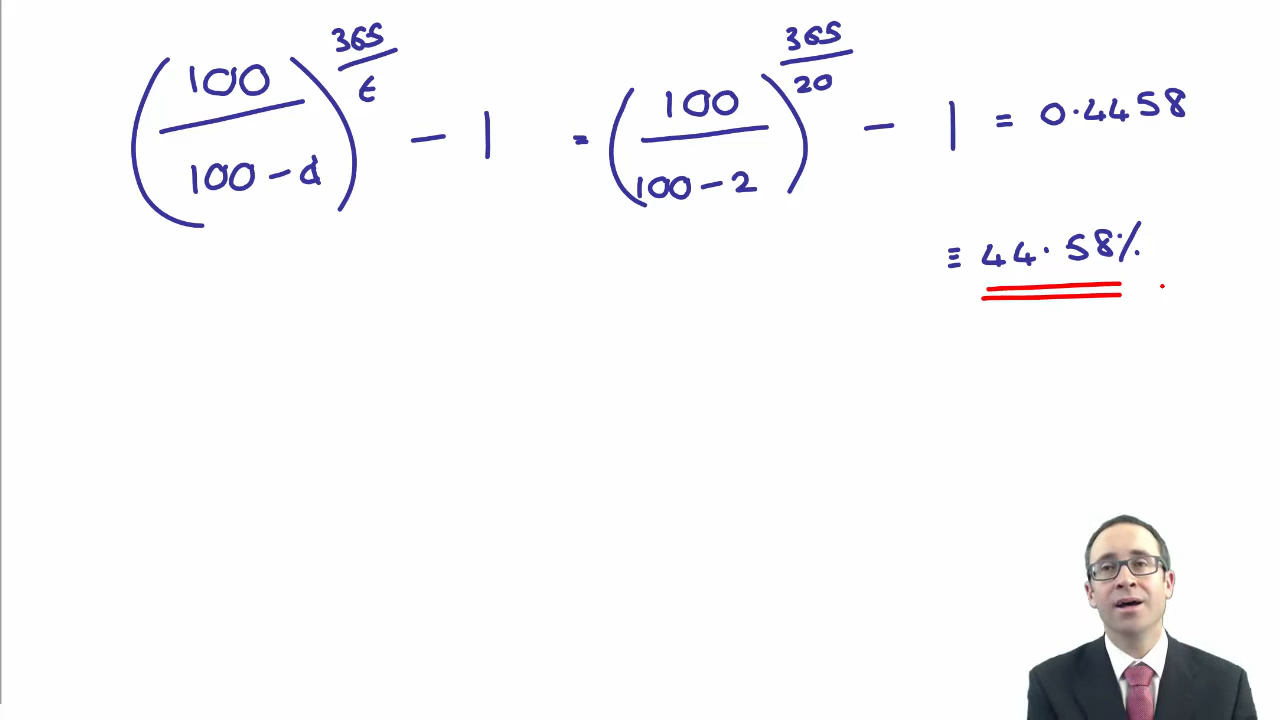 (100/100-d)^365/t - 1 = (100/100-2)^365/20 - 1 = 0.4458
≡ 44.58%